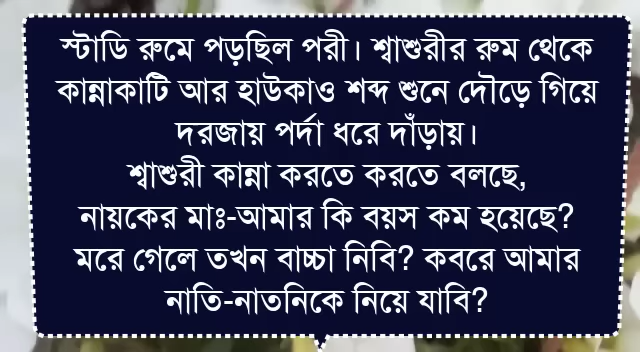 স্টাডি রুমে পড়ছিল পরী। শ্বাশুরীর রুম থেকে
কান্নাকাটি আর হাউকাও শব্দ শুনে দৌড়ে গিয়ে
দরজায় পর্দা ধরে দাঁড়ায়।
শ্বাশুরী কান্না করতে করতে বলছে,
নায়কের মাঃ-আমার কি বয়স কম হয়েছে?
মরে গেলে তখন বাচ্চা নিবি? কবরে আমার
নাতি-নাতনিকে নিয়ে যাবি?